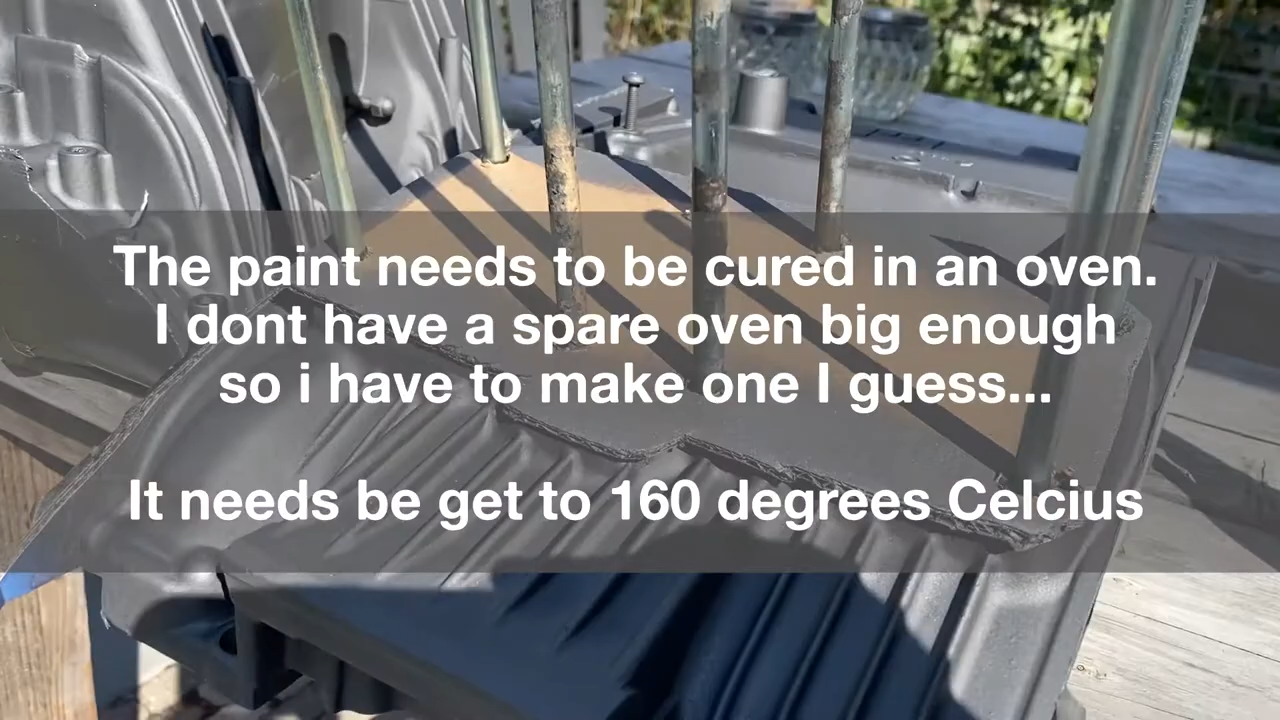 The paint needs to be cured in an oven.
I dont have a spare oven big enough
so i have to make one I guess...
It needs be get to 160 degrees Celcius